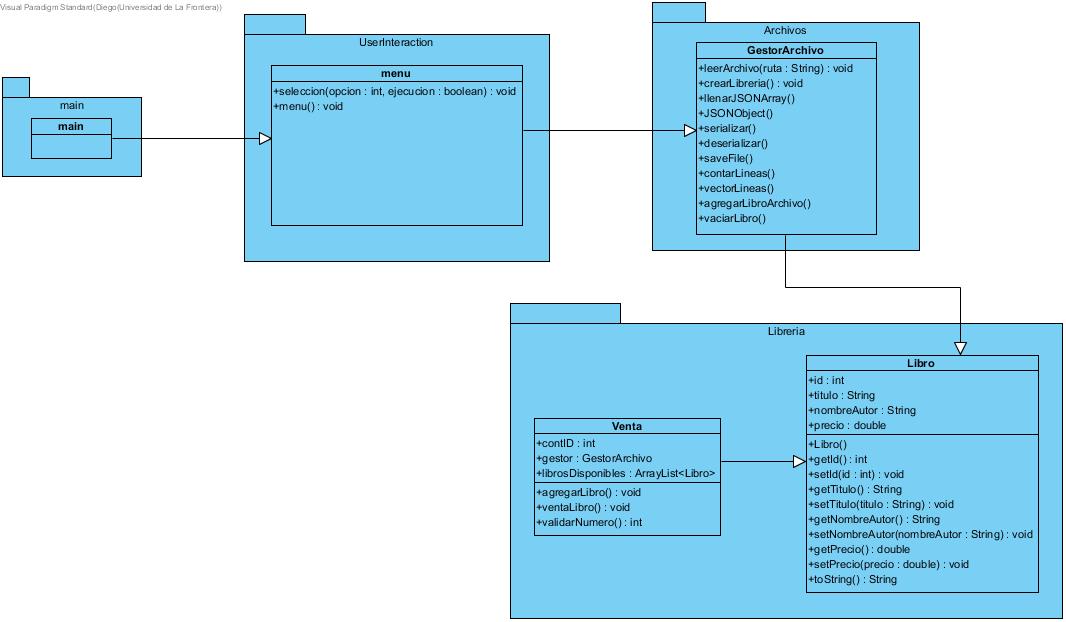 Visual Paradigm Standard(Diego(Universidad de La Frontera))
main
main
UserInteraction
menu
+seleccion(opcion : int, ejecucion : boolean) : void
+menu() : void
Archivos
GestorArchivo
+leerArchivo(ruta : String) : void
+crearLibreria() : void
+llenarJSONArray()
+JSONObject()
+serializar()
+deserializar()
+saveFile()
+contarLineas()
+vectorLineas()
+agregarLibroArchivo()
+vaciarLibro()
Libreria
Venta
+contID : int
+gestor : GestorArchivo
+librosDisponibles : ArrayList<Libro>
+agregarLibro() : void
+ventaLibro() : void
+validarNumero() : int
Libro
+id : int
+titulo : String
+nombreAutor : String
+precio : double
+Libro()
+getId() : int
+setId(id : int) : void
+getTitulo() : String
+setTitulo(titulo : String) : void
+getNombreAutor() : String
+setNombreAutor(nombreAutor : String) : void
+getPrecio() : double
+setPrecio(precio : double) : void
+toString() : String